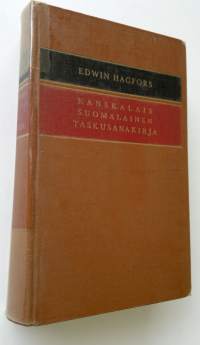 EDWIN HAGFORS
RANSKALAIS
SUOMALAINEN
TASKUSANAKIRJA